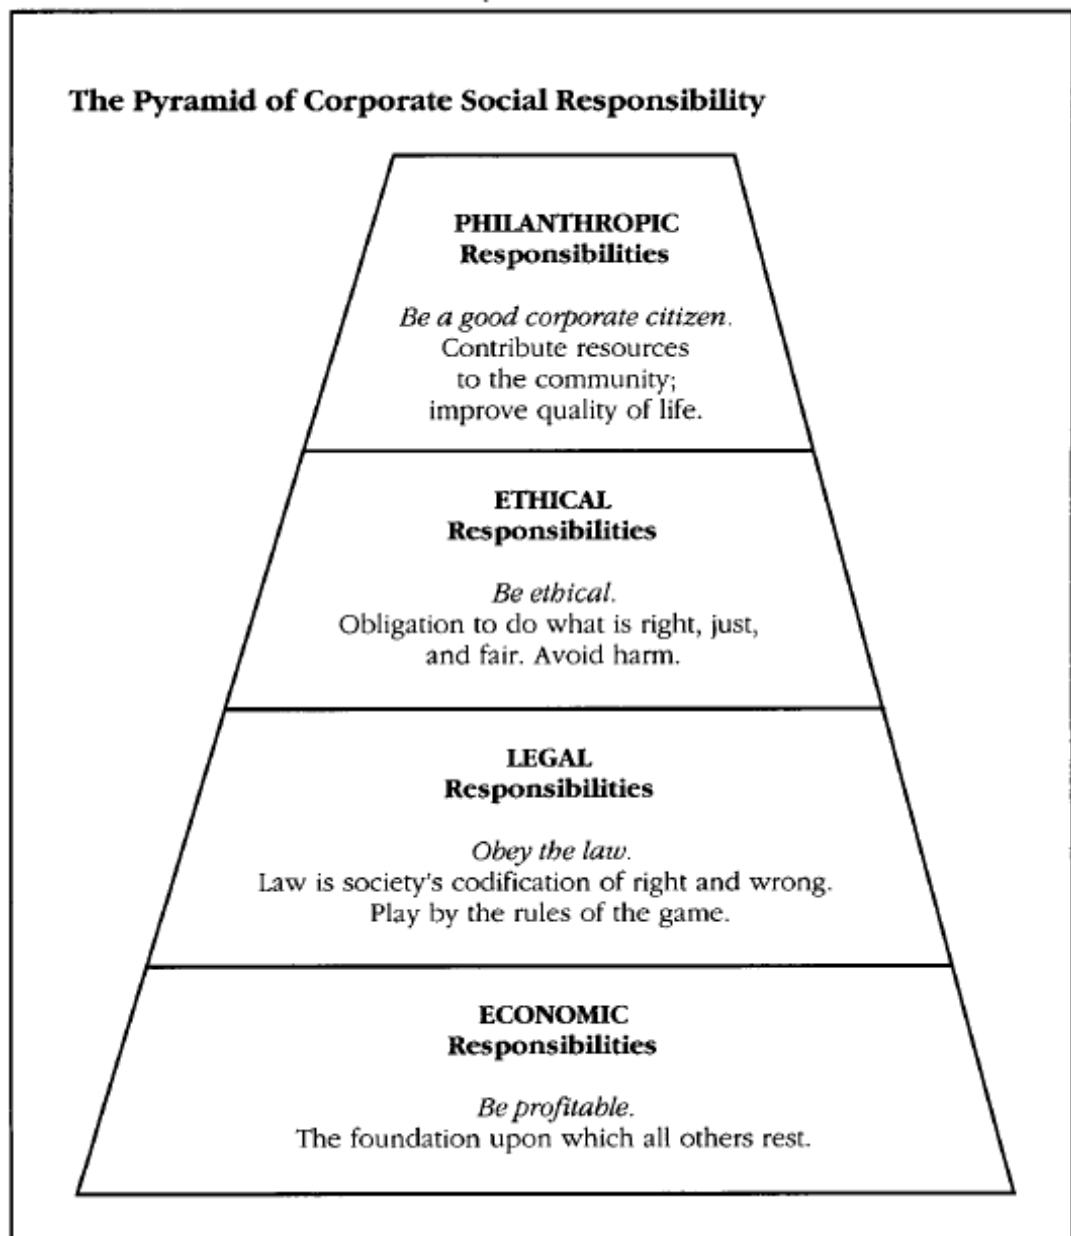 The Pyramid of Corporate Social Responsibility
PHILANTHROPIC
Responsibilities
Be a good corporate citizen.
Contribute resources
to the community;
improve quality of life.
ETHICAL
Responsibilities
Be ethical.
Obligation to do what is right, just,
and fair. Avoid harm.
LEGAL
Responsibilities
Obey the law.
Law is society's codification of right and wrong.
Play by the rules of the game.
ECONOMIC
Responsibilities
Be profitable.
The foundation upon which all others rest.